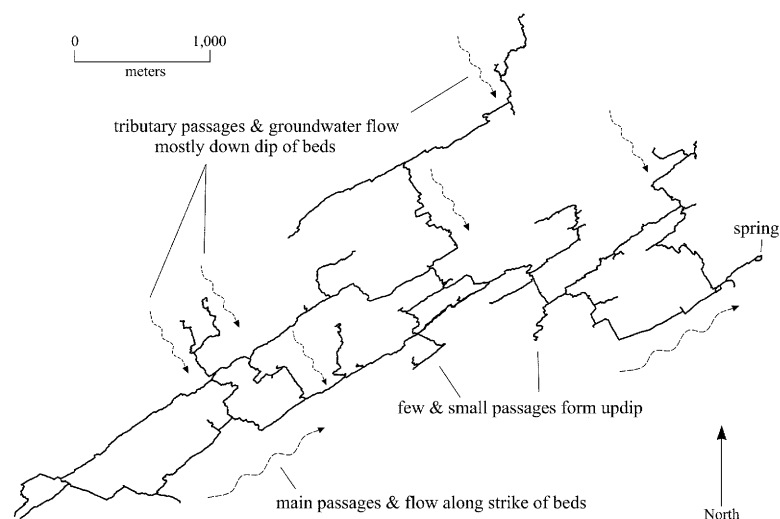 0 1,000
meters
tributary passages & groundwater flow
mostly down dip of beds
spring
few & small passages form updip
main passages & flow along strike of beds
North